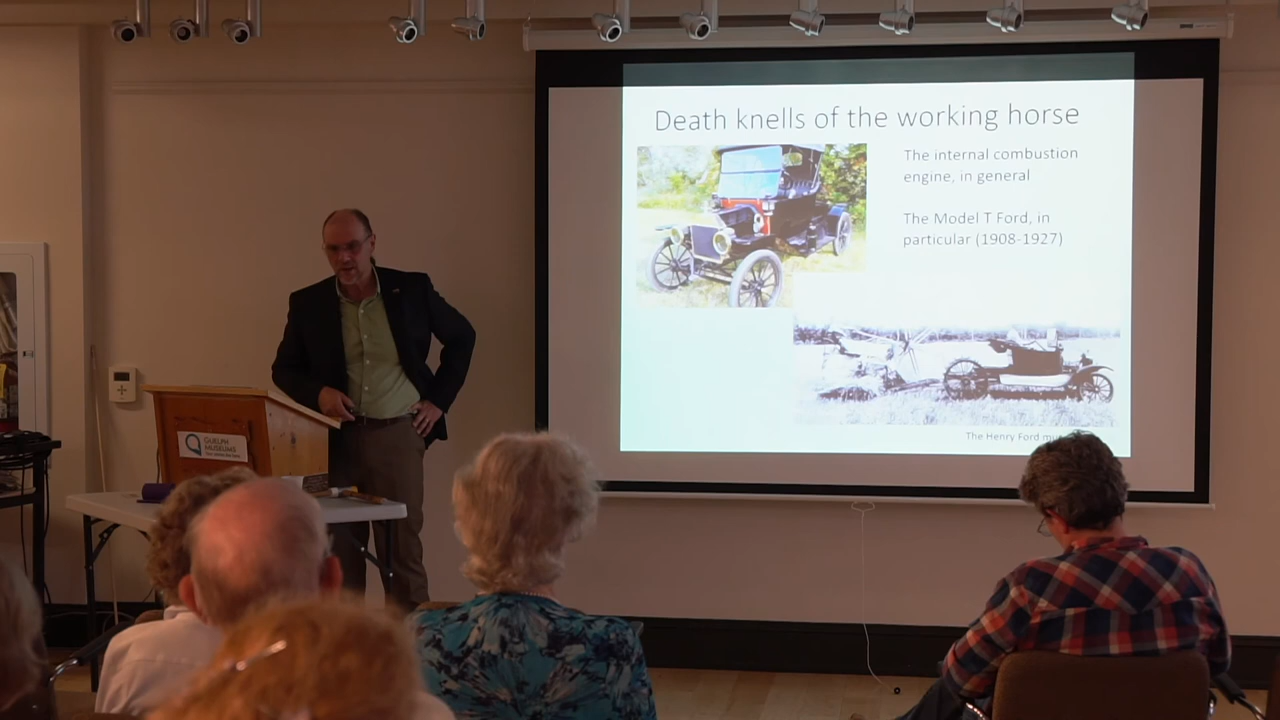 Death knells of the working horse
The internal combustion
engine, in general
The Model T Ford, in
particular (1908-1927)
The Henry Ford
GUELPH
MUSEUMS